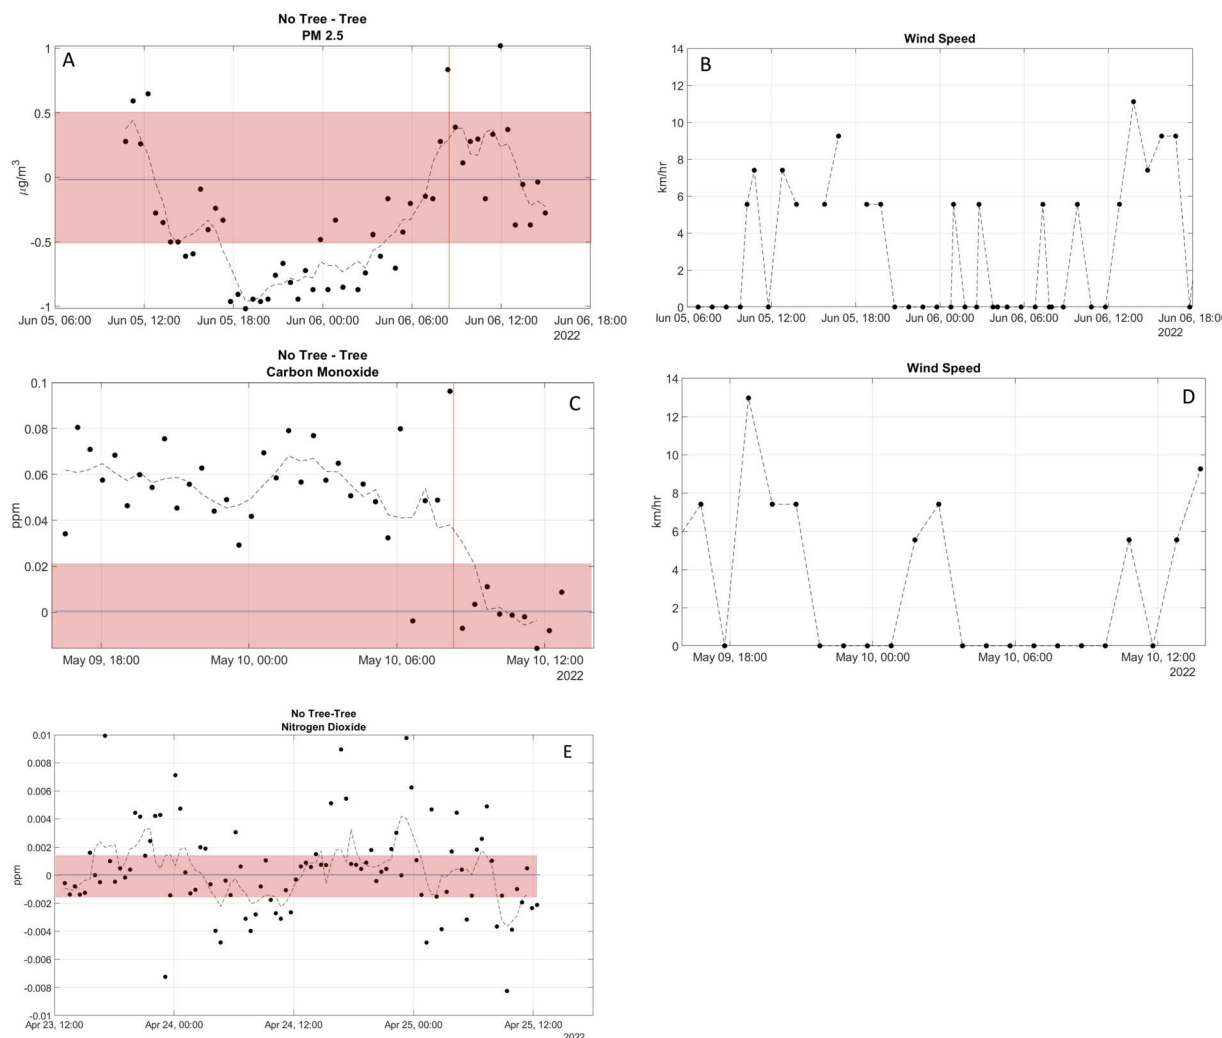 No Tree - Tree
PM 2.5
A
1
0.5
0
-0.5
-1
μg/m3
Jun 05, 06:00 Jun 05, 12:00 Jun 05, 18:00 Jun 06, 00:00 Jun 06, 06:00 Jun 06, 12:00 Jun 06, 18:00
2022
Wind Speed
B
14
12
10
8
6
4
2
0
km/hr
Jun 05, 06:00 Jun 05, 12:00 Jun 05, 18:00 Jun 06, 00:00 Jun 06, 06:00 Jun 06, 12:00 Jun 06, 18:00
2022
No Tree - Tree
Carbon Monoxide
C
0.1
0.08
0.06
0.04
0.02
0
ppm
May 09, 18:00 May 10, 00:00 May 10, 06:00 May 10, 12:00
2022
Wind Speed
D
14
12
10
8
6
4
2
0
km/hr
May 09, 18:00 May 10, 00:00 May 10, 06:00 May 10, 12:00
2022
No Tree-Tree
Nitrogen Dioxide
E
0.01
0.008
0.006
0.004
0.002
0
-0.002
-0.004
-0.006
-0.008
-0.01
ppm
Apr 23, 12:00 Apr 24, 00:00 Apr 24, 12:00 Apr 25, 00:00 Apr 25, 12:00
2022